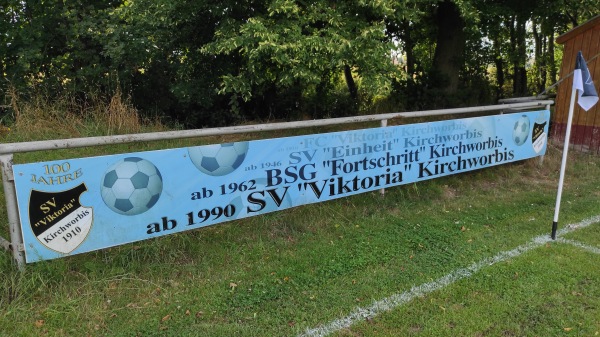 100
JAHRE
SV
"Viktoria"
Kirchworbis
1910
FC "Viktoria" Kirchworbis
ab 1946 SV "Einheit" Kirchworbis
ab 1962 BSG "Fortschritt" Kirchworbis
ab 1990 SV "Viktoria" Kirchworbis